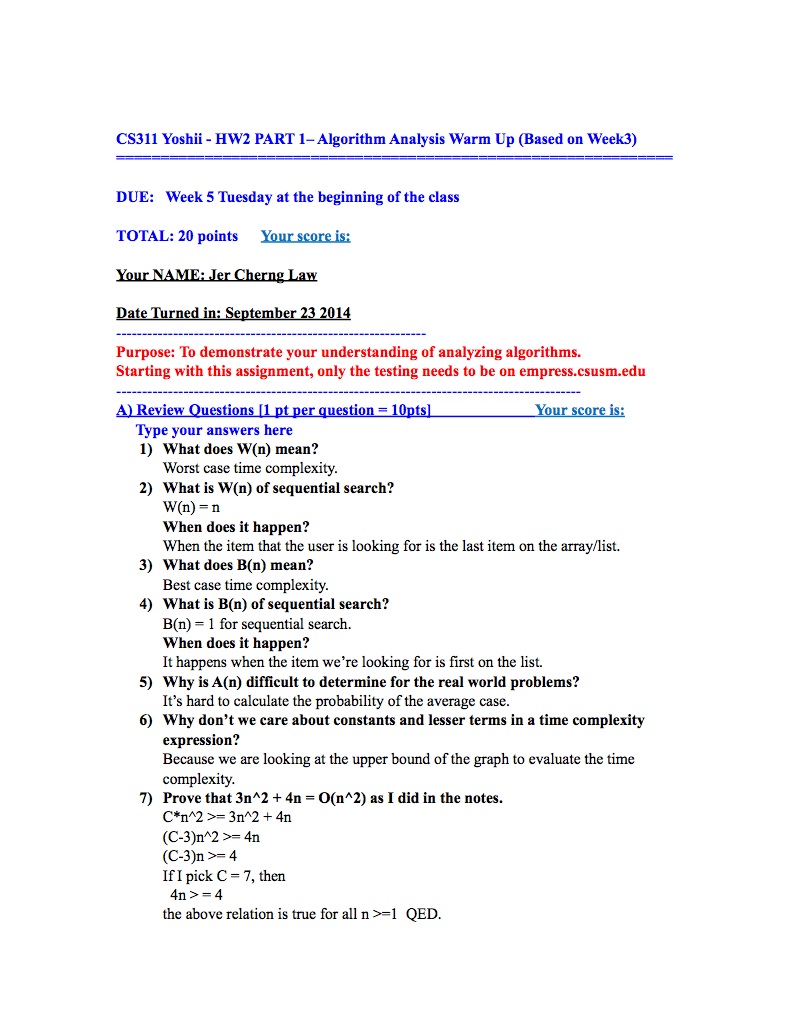 CS311 Yoshii - HW2 PART 1– Algorithm Analysis Warm Up (Based on Week3)
==============================================================
DUE:   Week 5 Tuesday at the beginning of the class
TOTAL: 20 points     Your score is:
Your NAME: Jer Cherng Law
Date Turned in: September 23 2014
------------------------------------------------------------
Purpose: To demonstrate your understanding of analyzing algorithms.
Starting with this assignment, only the testing needs to be on empress.csusm.edu
------------------------------------------------------------------------------------------
A) Review Questions [1 pt per question = 10pts]                    Your score is:
Type your answers here
1) What does W(n) mean?
Worst case time complexity.
2) What is W(n) of sequential search?
W(n) = n
When does it happen?
When the item that the user is looking for is the last item on the array/list.
3) What does B(n) mean?
Best case time complexity.
4) What is B(n) of sequential search?
B(n) = 1 for sequential search.
When does it happen?
It happens when the item we’re looking for is first on the list.
5) Why is A(n) difficult to determine for the real world problems?
It’s hard to calculate the probability of the average case.
6) Why don’t we care about constants and lesser terms in a time complexity
expression?
Because we are looking at the upper bound of the graph to evaluate the time
complexity.
7) Prove that 3n^2 + 4n = O(n^2) as I did in the notes.
C*n^2 >= 3n^2 + 4n
(C-3)n^2 >= 4n
(C-3)n >= 4
If I pick C = 7, then
4n > = 4
the above relation is true for all n >=1  QED.